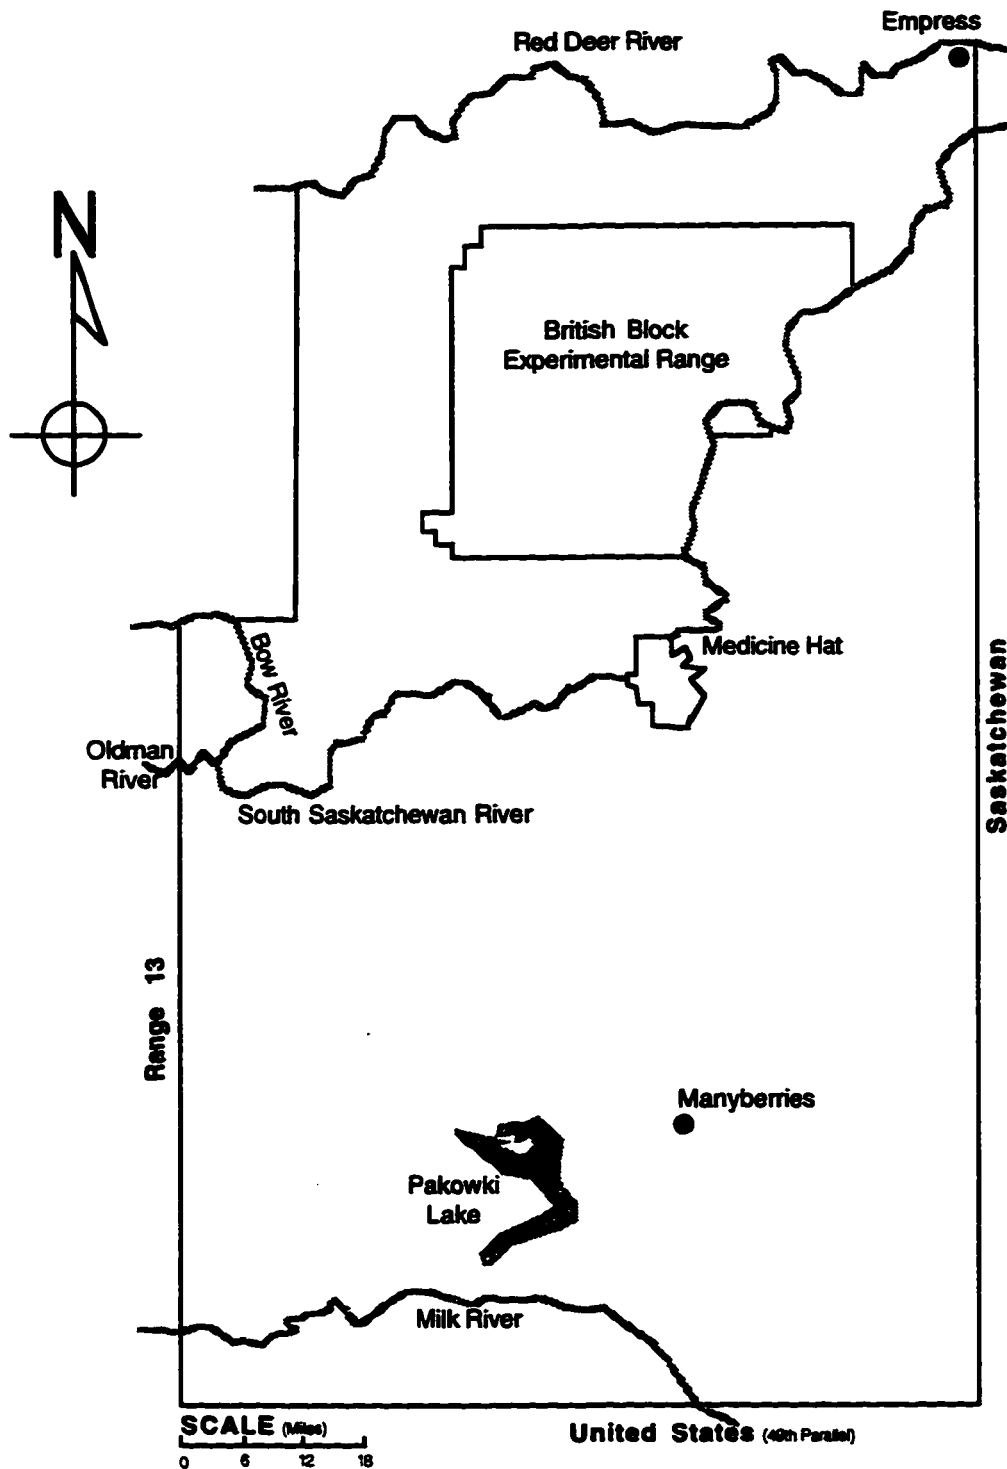 Empress
Red Deer River
N
British Block
Experimental Range
Medicine Hat
Bow River
Oldman
River
South Saskatchewan River
Saskatchewan
Range 13
Manyberries
Pakowki
Lake
Milk River
SCALE (Miles)
0 6 12 18
United States (49th Parallel)